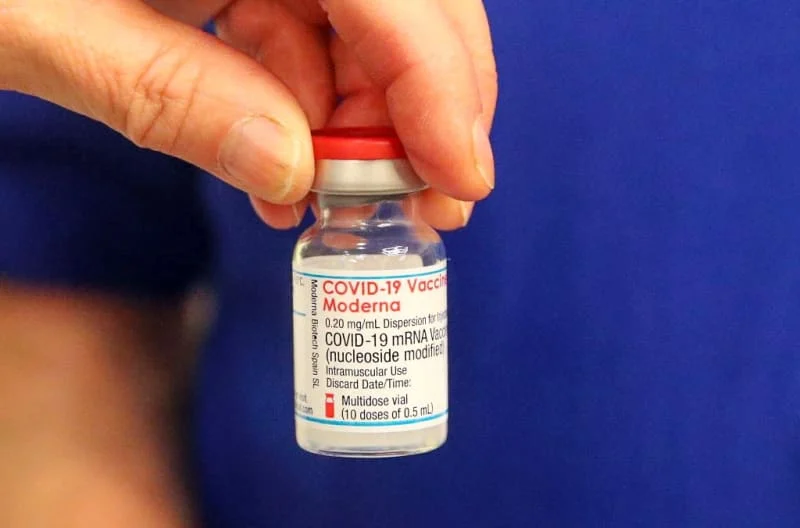 COVID-19 Vaccin
Moderna
0.20 mg/mL Dispersion for
COVID-19 mRNA Vacc
(nucleoside modified)
Intramuscular Use
Discard Date/Time:
Multidose vial
(10 doses of 0.5 mL)
Moderna Biotech Spain SL